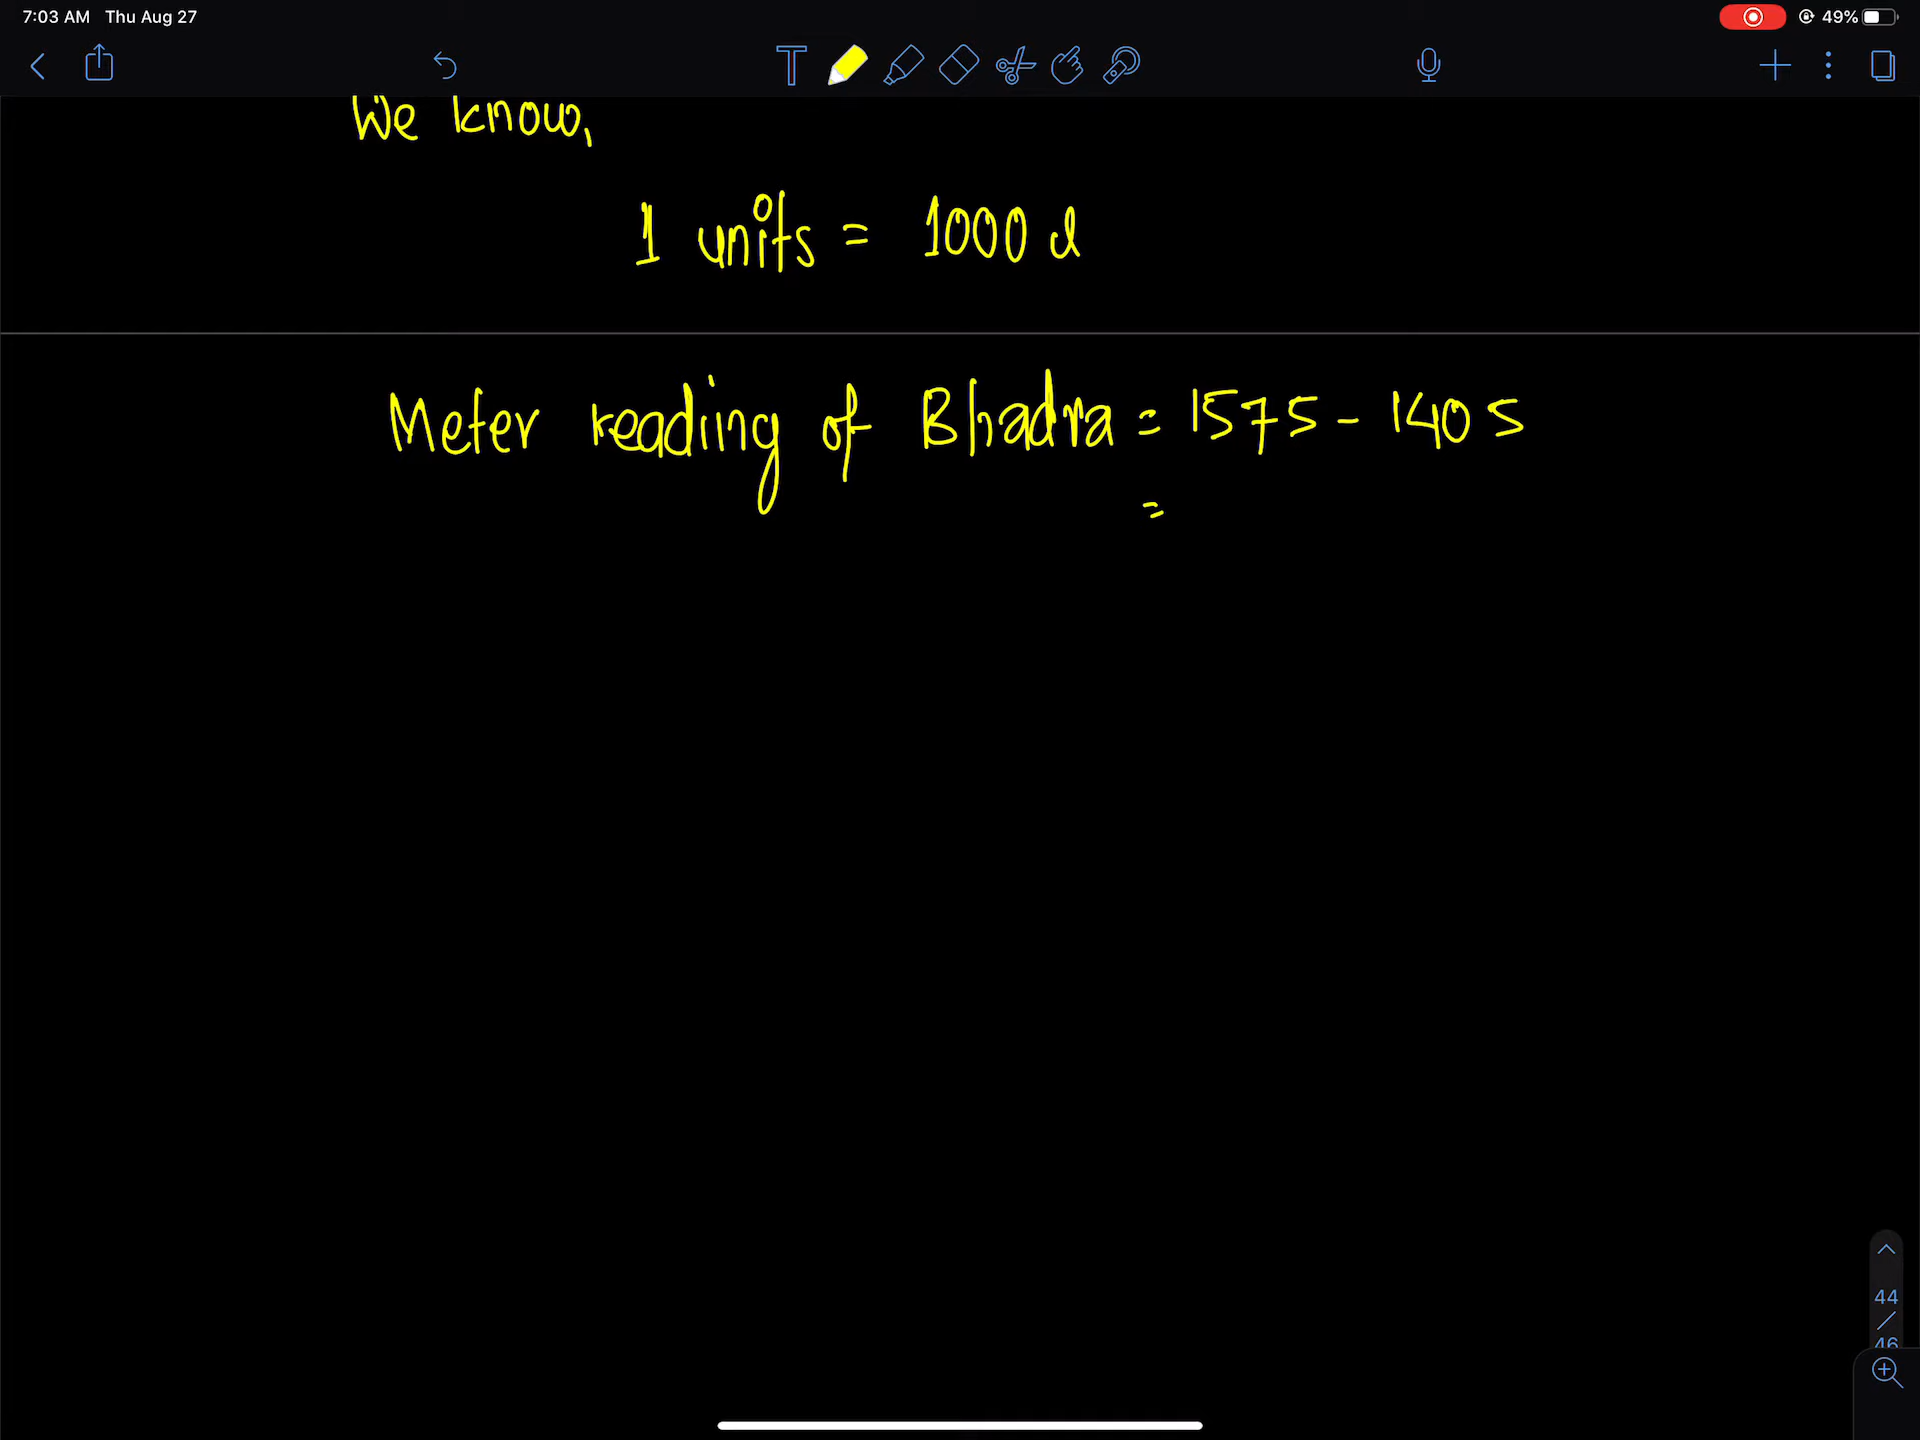 7:03 AM Thu Aug 27
49%
We know,
1 units = 1000 l
Meter reading of Bhadra = 1575 - 1405
=
44
/
46